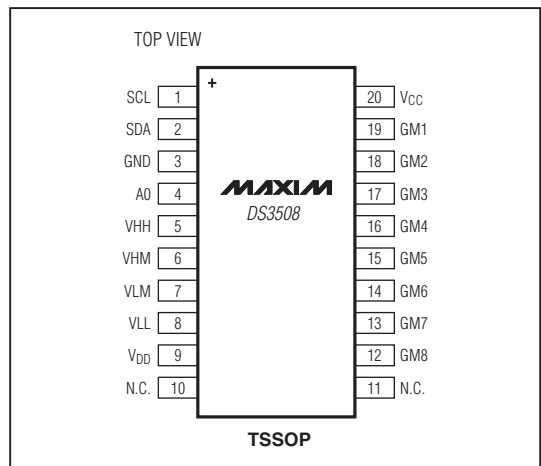 TOP VIEW
+
SCL 1
SDA 2
GND 3
A0 4
VHH 5
VHM 6
VLM 7
VLL 8
VDD 9
N.C. 10
MAXIM
DS3508
20 VCC
19 GM1
18 GM2
17 GM3
16 GM4
15 GM5
14 GM6
13 GM7
12 GM8
11 N.C.
TSSOP